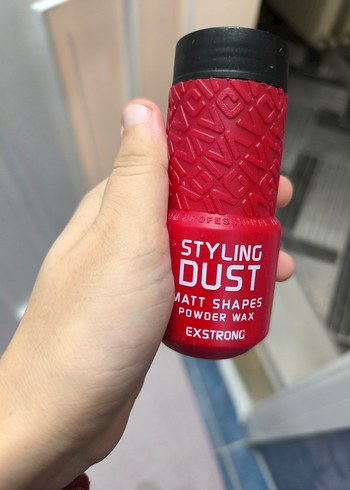 STYLING
DUST
MATT SHAPES
POWDER WAX
EXSTRONG